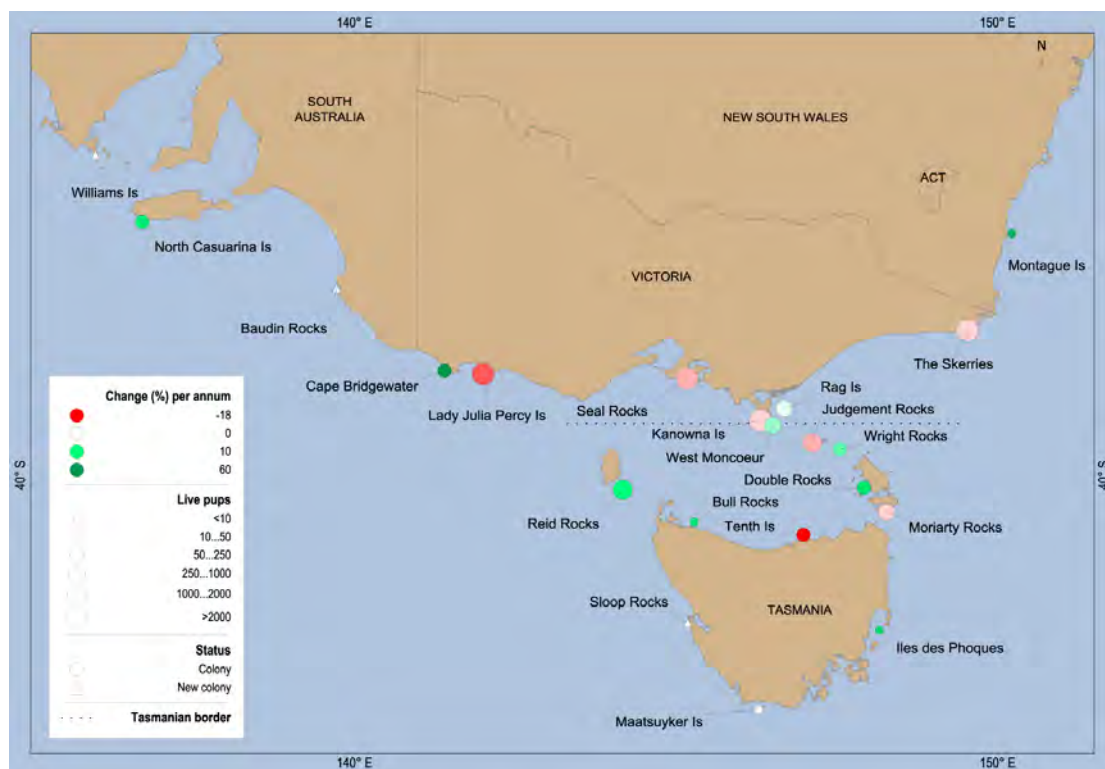 140° E
150° E
N
SOUTH
AUSTRALIA
NEW SOUTH WALES
ACT
Williams Is
North Casuarina Is
Montague Is
VICTORIA
Baudin Rocks
The Skerries
Cape Bridgewater
Rag Is
Lady Julia Percy Is
Seal Rocks
Judgement Rocks
Kanowna Is
Wright Rocks
West Moncoeur
40° S
40° S
Double Rocks
Bull Rocks
Reid Rocks
Tenth Is
Moriarty Rocks
Sloop Rocks
TASMANIA
Iles des Phoques
Maatsuyker Is
Change (%) per annum
-18
0
10
60
Live pups
<10
10...50
50...250
250...1000
1000...2000
>2000
Status
Colony
New colony
Tasmanian border
140° E
150° E